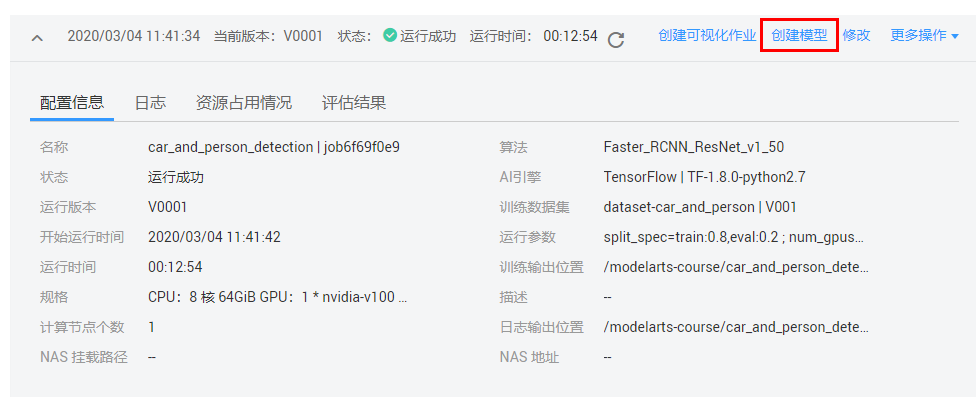 2020/03/04 11:41:34 当前版本：V0001 状态： 运行成功 运行时间： 00:12:54 创建可视化作业 创建模型 修改 更多操作
配置信息 日志 资源占用情况 评估结果
名称 car_and_person_detection | job6f69f0e9 算法 Faster_RCNN_ResNet_v1_50
状态 运行成功 AI引擎 TensorFlow | TF-1.8.0-python2.7
运行版本 V0001 训练数据集 dataset-car_and_person | V001
开始运行时间 2020/03/04 11:41:42 运行参数 split_spec=train:0.8,eval:0.2 ; num_gpus...
运行时间 00:12:54 训练输出位置 /modelarts-course/car_and_person_dete...
规格 CPU：8 核 64GiB GPU：1 * nvidia-v100 ... 描述 --
计算节点个数 1 日志输出位置 /modelarts-course/car_and_person_dete...
NAS 挂载路径 -- NAS 地址 --